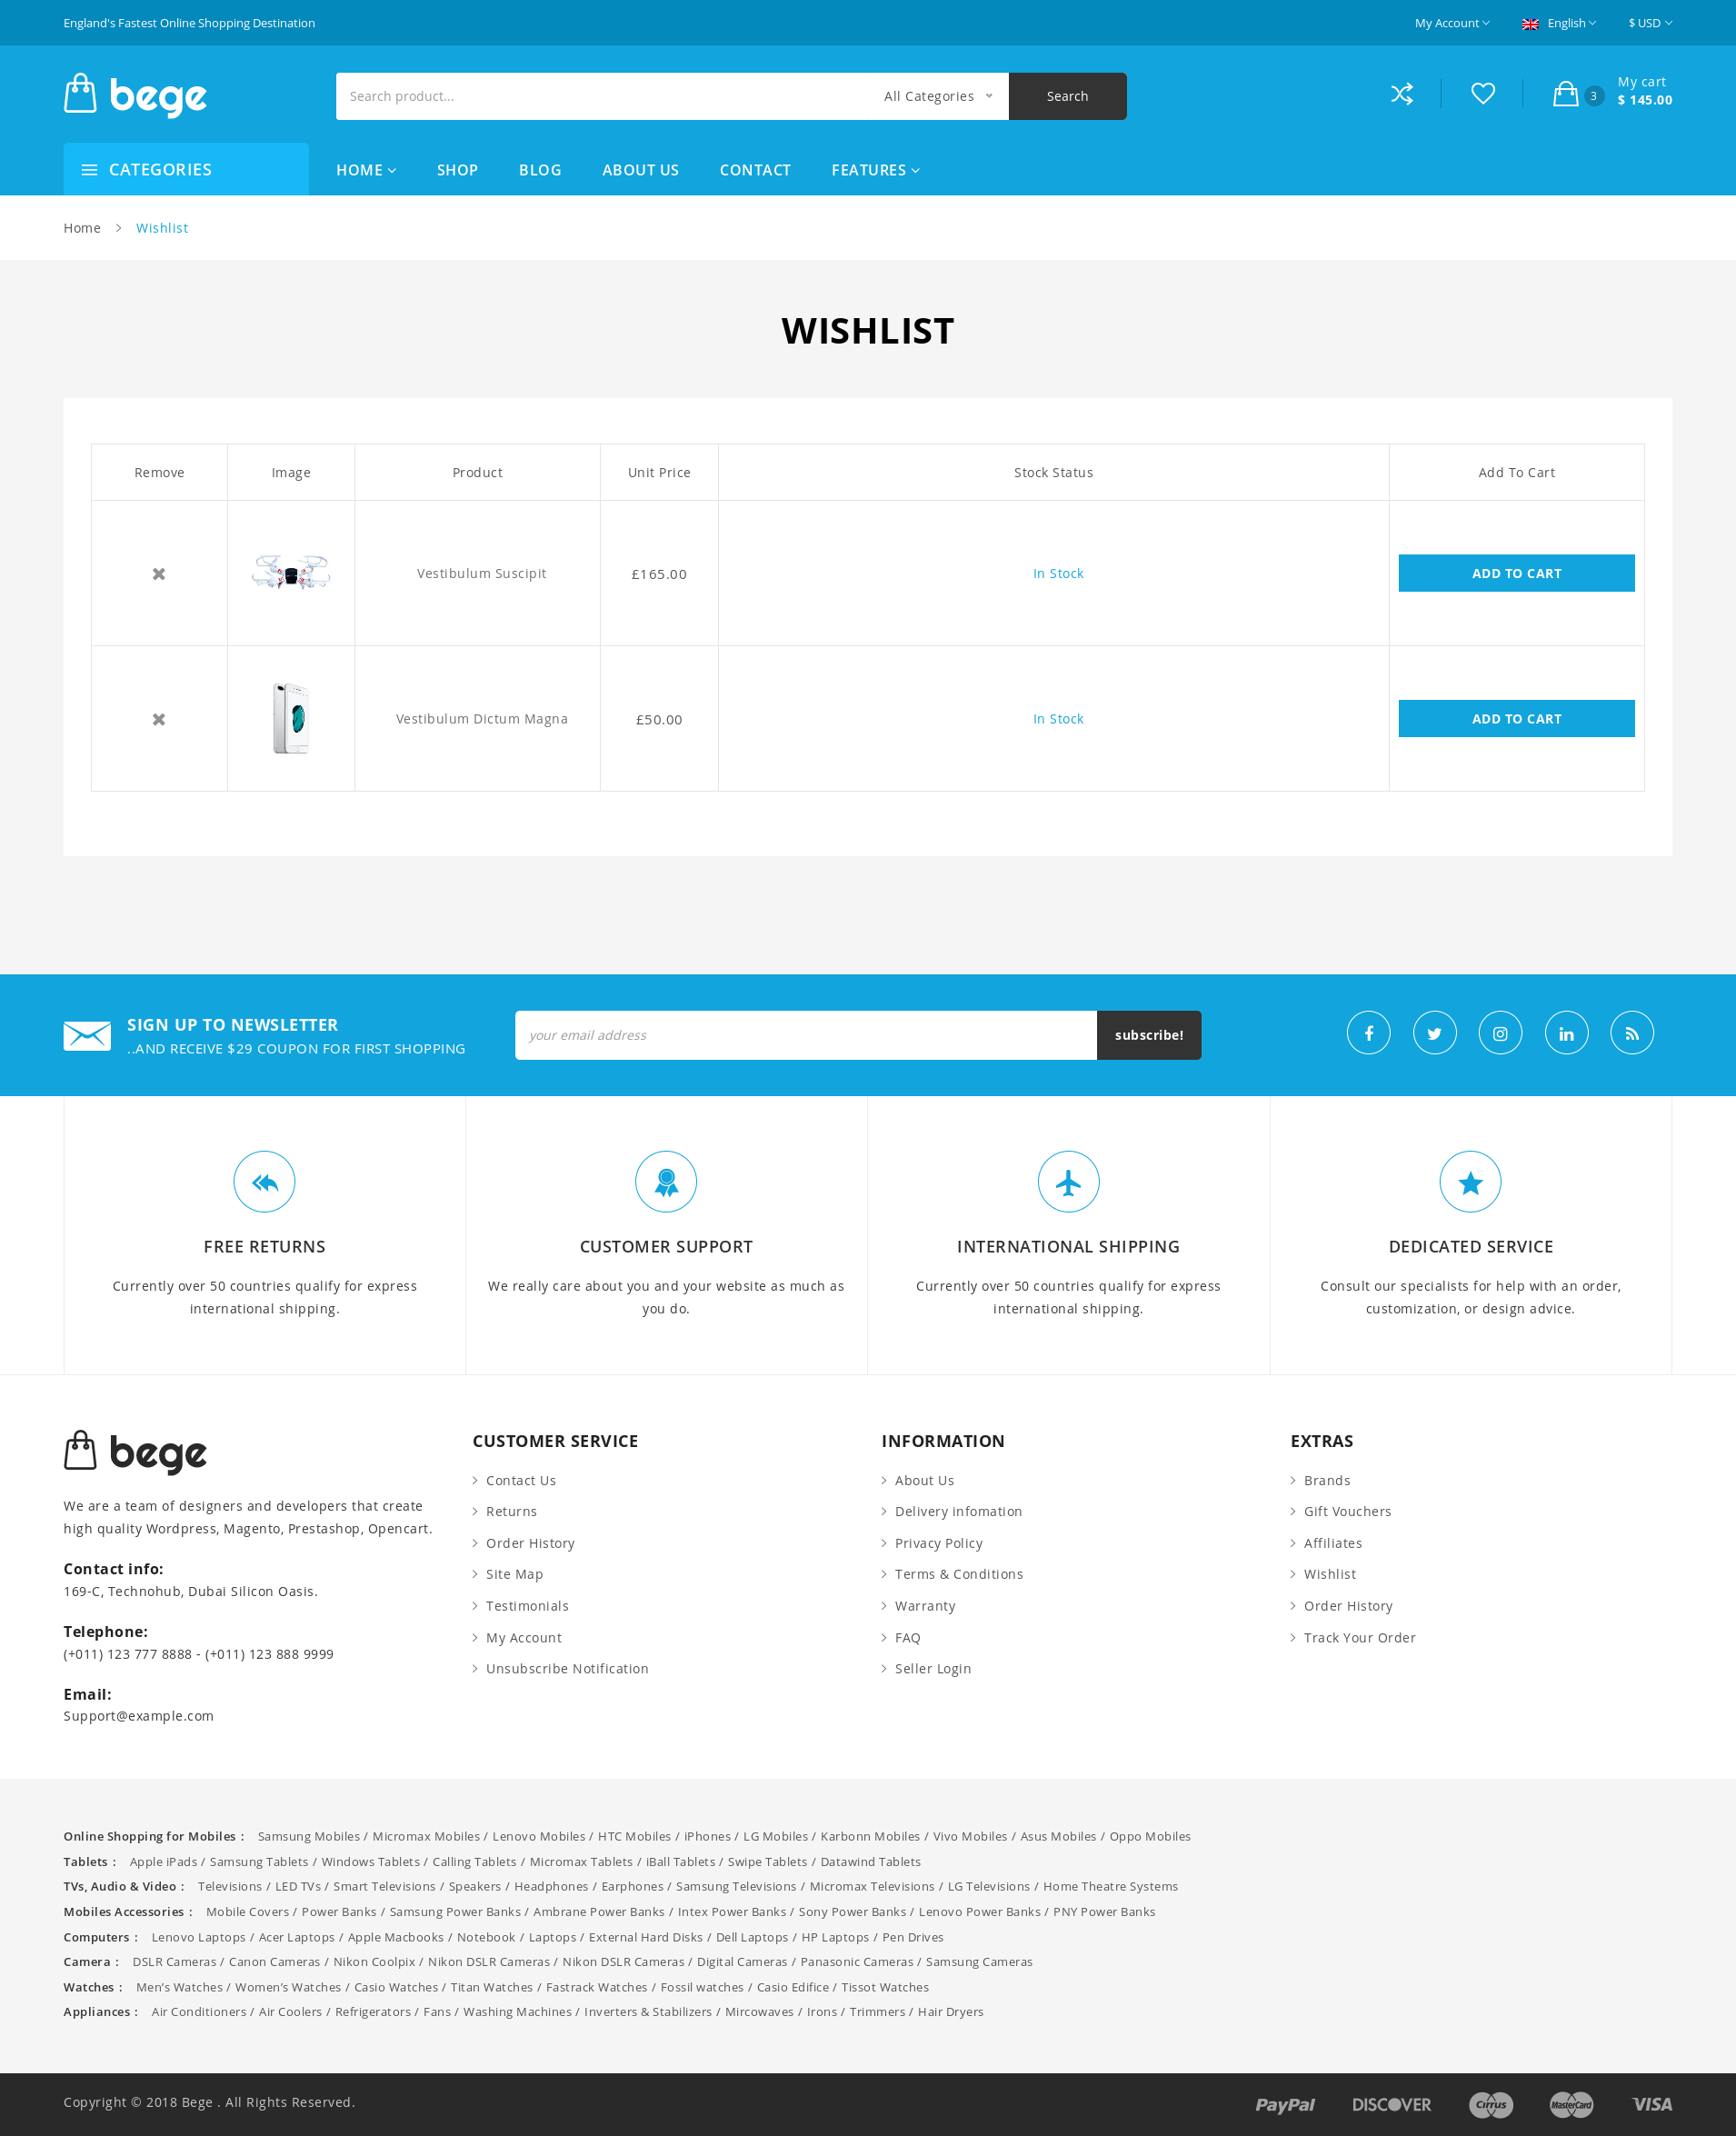 England's Fastest Online Shopping Destination
My Account English $ USD
bege
Search product... All Categories Search
3 My cart
$ 145.00
CATEGORIES HOME SHOP BLOG ABOUT US CONTACT FEATURES
Home Wishlist
WISHLIST
Remove Image Product Unit Price Stock Status Add To Cart
Vestibulum Suscipit £165.00 In Stock ADD TO CART
Vestibulum Dictum Magna £50.00 In Stock ADD TO CART
SIGN UP TO NEWSLETTER
..AND RECEIVE $29 COUPON FOR FIRST SHOPPING
your email address subscribe!
FREE RETURNS
Currently over 50 countries qualify for express
international shipping.
CUSTOMER SUPPORT
We really care about you and your website as much as
you do.
INTERNATIONAL SHIPPING
Currently over 50 countries qualify for express
international shipping.
DEDICATED SERVICE
Consult our specialists for help with an order,
customization, or design advice.
bege
We are a team of designers and developers that create
high quality Wordpress, Magento, Prestashop, Opencart.
Contact info:
169-C, Technohub, Dubai Silicon Oasis.
Telephone:
(+011) 123 777 8888 - (+011) 123 888 9999
Email:
Support@example.com
CUSTOMER SERVICE
Contact Us
Returns
Order History
Site Map
Testimonials
My Account
Unsubscribe Notification
INFORMATION
About Us
Delivery infomation
Privacy Policy
Terms & Conditions
Warranty
FAQ
Seller Login
EXTRAS
Brands
Gift Vouchers
Affiliates
Wishlist
Order History
Track Your Order
Online Shopping for Mobiles : Samsung Mobiles / Micromax Mobiles / Lenovo Mobiles / HTC Mobiles / iPhones / LG Mobiles / Karbonn Mobiles / Vivo Mobiles / Asus Mobiles / Oppo Mobiles
Tablets : Apple iPads / Samsung Tablets / Windows Tablets / Calling Tablets / Micromax Tablets / iBall Tablets / Swipe Tablets / Datawind Tablets
TVs, Audio & Video : Televisions / LED TVs / Smart Televisions / Speakers / Headphones / Earphones / Samsung Televisions / Micromax Televisions / LG Televisions / Home Theatre Systems
Mobiles Accessories : Mobile Covers / Power Banks / Samsung Power Banks / Ambrane Power Banks / Intex Power Banks / Sony Power Banks / Lenovo Power Banks / PNY Power Banks
Computers : Lenovo Laptops / Acer Laptops / Apple Macbooks / Notebook / Laptops / External Hard Disks / Dell Laptops / HP Laptops / Pen Drives
Camera : DSLR Cameras / Canon Cameras / Nikon Coolpix / Nikon DSLR Cameras / Nikon DSLR Cameras / Digital Cameras / Panasonic Cameras / Samsung Cameras
Watches : Men’s Watches / Women’s Watches / Casio Watches / Titan Watches / Fastrack Watches / Fossil watches / Casio Edifice / Tissot Watches
Appliances : Air Conditioners / Air Coolers / Refrigerators / Fans / Washing Machines / Inverters & Stabilizers / Mircowaves / Irons / Trimmers / Hair Dryers
Copyright © 2018 Bege . All Rights Reserved.
PayPal DISCOVER Cirrus MasterCard VISA